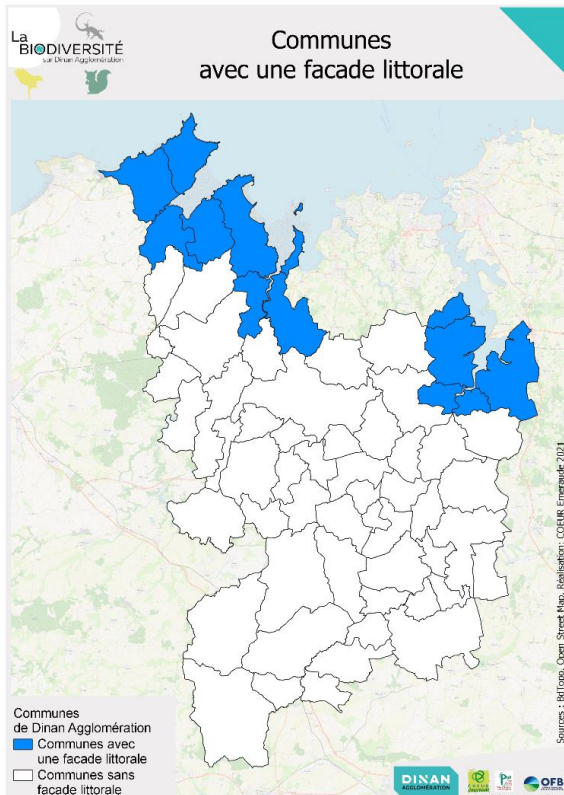 La
BIODIVERSITÉ
sur Dinan Agglomération
Communes
avec une facade littorale
Sources : BdTopo, Open Street Map, Réalisation: COEUR Emeraude 2021
Communes
de Dinan Agglomération
Communes avec
une facade littorale
Communes sans
facade littorale
DINAN
AGGLOMÉRATION
OFB